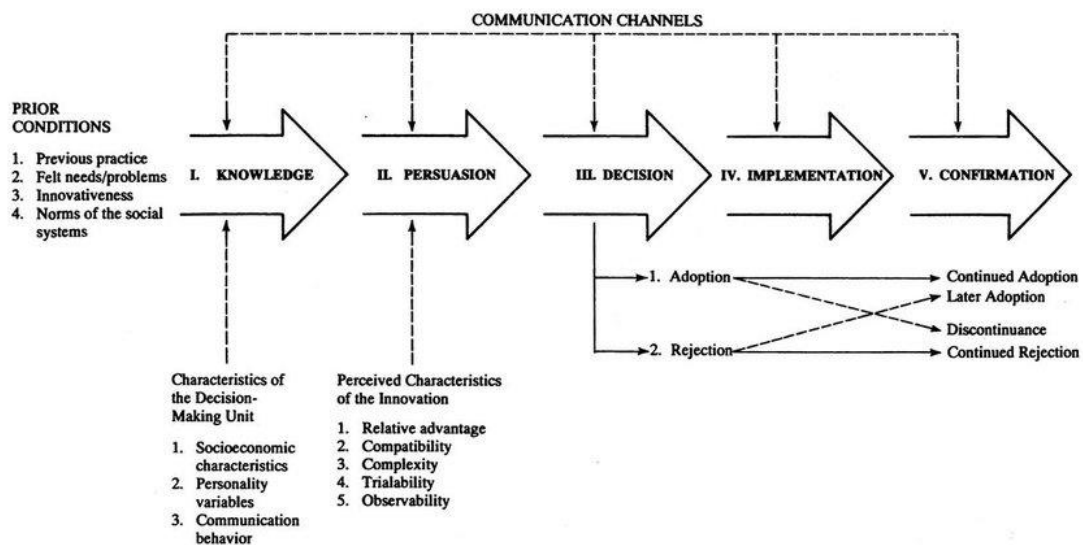 COMMUNICATION CHANNELS
PRIOR
CONDITIONS
1. Previous practice
2. Felt needs/problems
3. Innovativeness
4. Norms of the social
systems
I. KNOWLEDGE
II. PERSUASION
III. DECISION
IV. IMPLEMENTATION
V. CONFIRMATION
1. Adoption
2. Rejection
Continued Adoption
Later Adoption
Discontinuance
Continued Rejection
Characteristics of
the Decision-
Making Unit
1. Socioeconomic
characteristics
2. Personality
variables
3. Communication
behavior
Perceived Characteristics
of the Innovation
1. Relative advantage
2. Compatibility
3. Complexity
4. Trialability
5. Observability